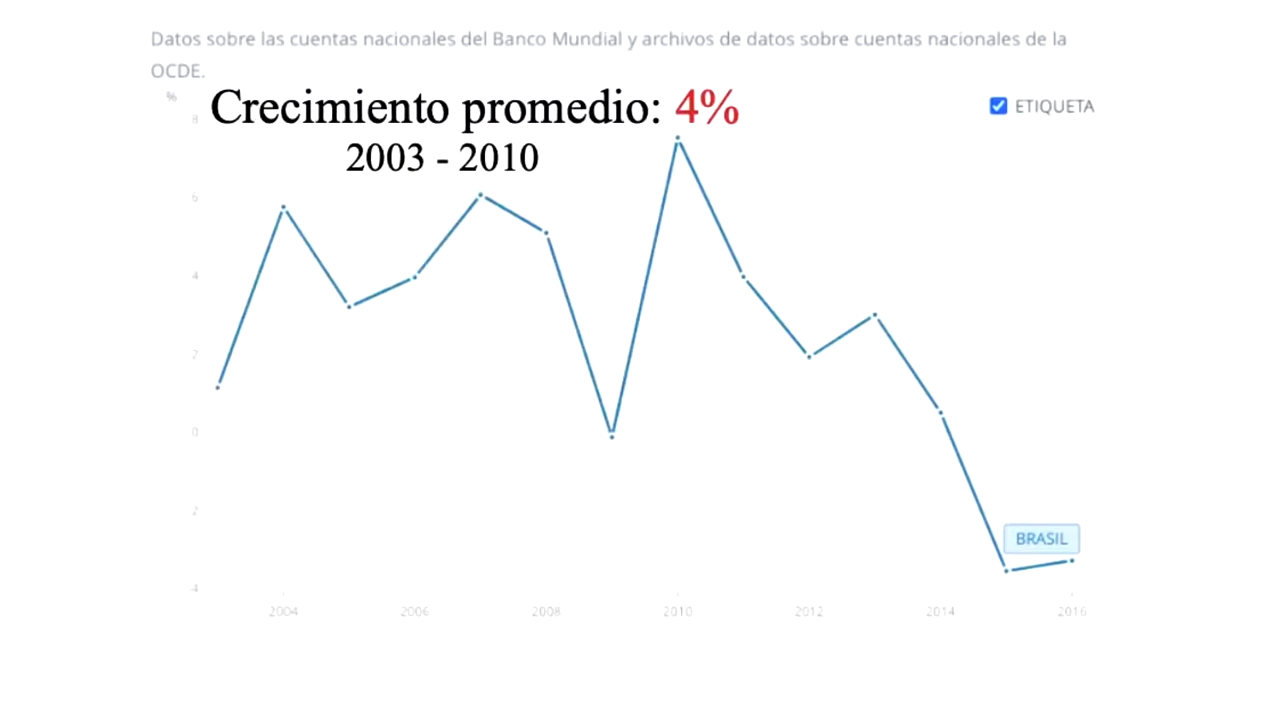 Datos sobre las cuentas nacionales del Banco Mundial y archivos de datos sobre cuentas nacionales de la
OCDE.
%
Crecimiento promedio: 4%
ETIQUETA
8
2003 - 2010
6
4
2
0
2
BRASIL
-4
2004 2006 2008 2010 2012 2014 2016